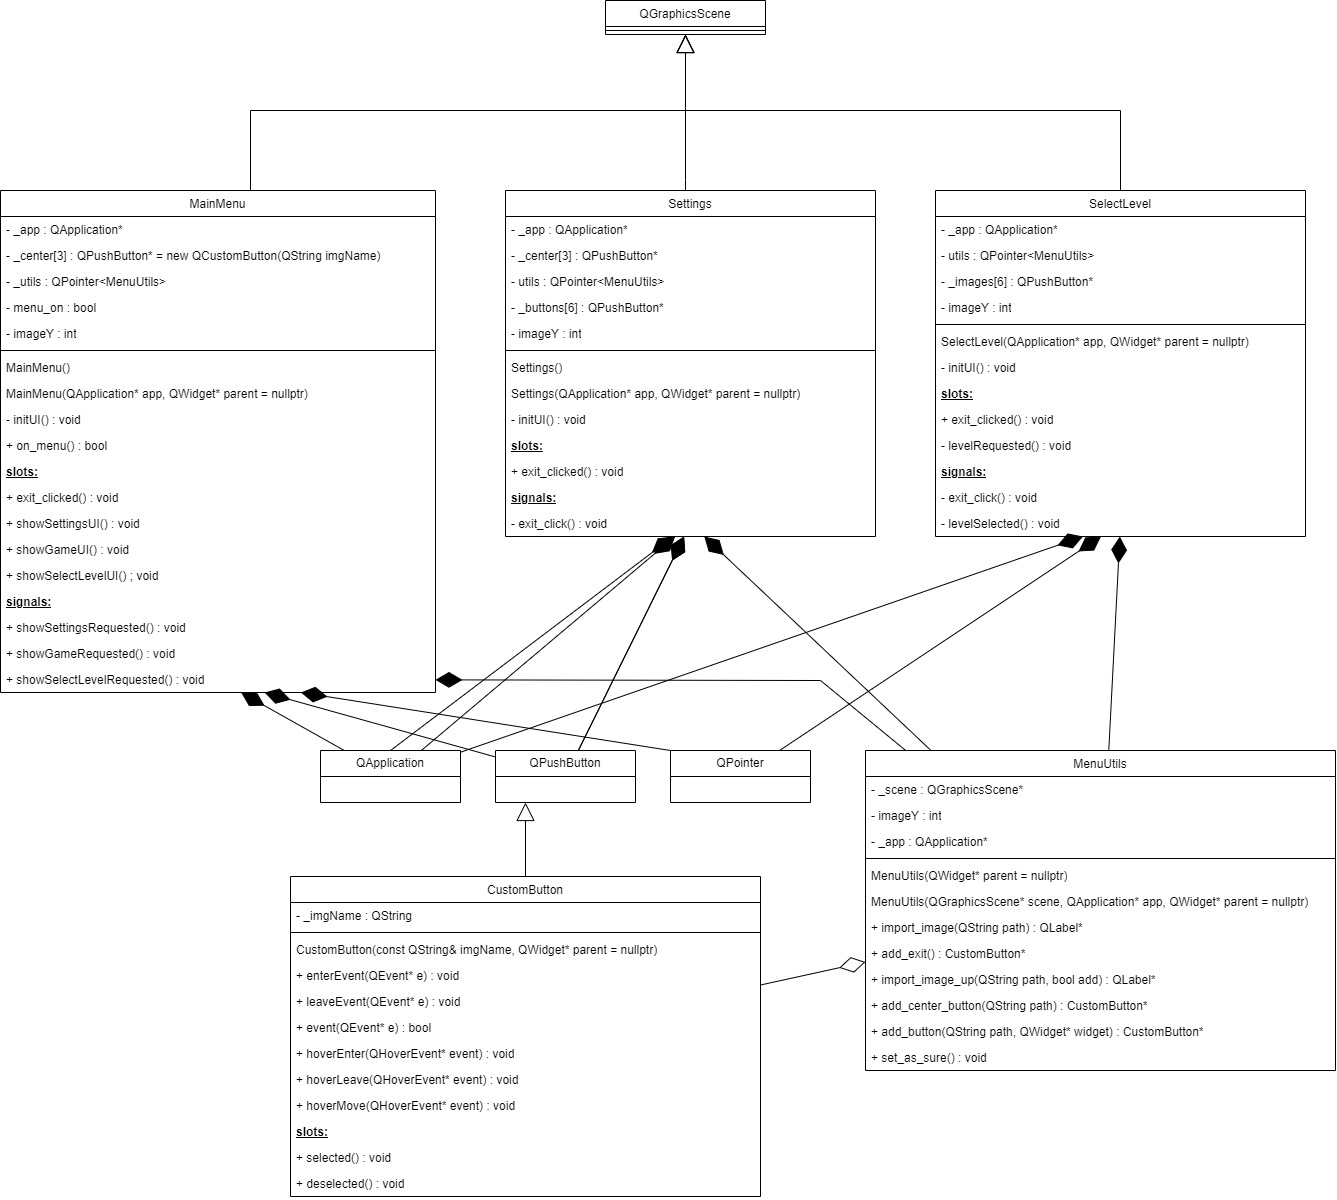 QGraphicsScene
MainMenu
- _app : QApplication*
- _center[3] : QPushButton* = new QCustomButton(QString imgName)
- _utils : QPointer<MenuUtils>
- menu_on : bool
- imageY : int
MainMenu()
MainMenu(QApplication* app, QWidget* parent = nullptr)
- initUI() : void
+ on_menu() : bool
slots:
+ exit_clicked() : void
+ showSettingsUI() : void
+ showGameUI() : void
+ showSelectLevelUI() ; void
signals:
+ showSettingsRequested() : void
+ showGameRequested() : void
+ showSelectLevelRequested() : void
Settings
- _app : QApplication*
- _center[3] : QPushButton*
- utils : QPointer<MenuUtils>
- _buttons[6] : QPushButton*
- imageY : int
Settings()
Settings(QApplication* app, QWidget* parent = nullptr)
- initUI() : void
slots:
+ exit_clicked() : void
signals:
- exit_click() : void
SelectLevel
- _app : QApplication*
- utils : QPointer<MenuUtils>
- _images[6] : QPushButton*
- imageY : int
SelectLevel(QApplication* app, QWidget* parent = nullptr)
- initUI() : void
slots:
+ exit_clicked() : void
- levelRequested() : void
signals:
- exit_click() : void
- levelSelected() : void
QApplication
QPushButton
QPointer
MenuUtils
- _scene : QGraphicsScene*
- imageY : int
- _app : QApplication*
MenuUtils(QWidget* parent = nullptr)
MenuUtils(QGraphicsScene* scene, QApplication* app, QWidget* parent = nullptr)
+ import_image(QString path) : QLabel*
+ add_exit() : CustomButton*
+ import_image_up(QString path, bool add) : QLabel*
+ add_center_button(QString path) : CustomButton*
+ add_button(QString path, QWidget* widget) : CustomButton*
+ set_as_sure() : void
CustomButton
- _imgName : QString
CustomButton(const QString& imgName, QWidget* parent = nullptr)
+ enterEvent(QEvent* e) : void
+ leaveEvent(QEvent* e) : void
+ event(QEvent* e) : bool
+ hoverEnter(QHoverEvent* event) : void
+ hoverLeave(QHoverEvent* event) : void
+ hoverMove(QHoverEvent* event) : void
slots:
+ selected() : void
+ deselected() : void